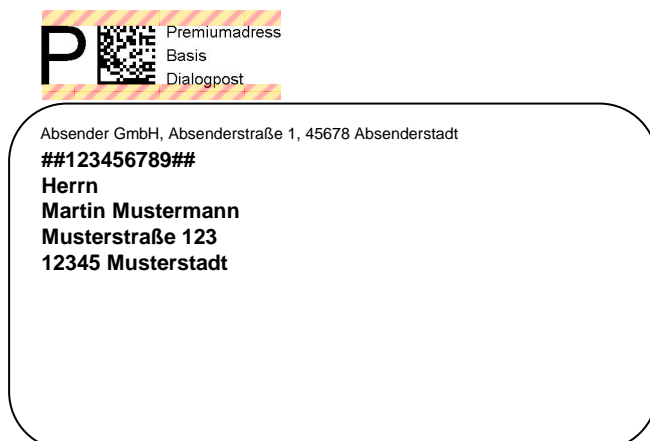 P
Premiumadress
Basis
Dialogpost
Absender GmbH, Absenderstraße 1, 45678 Absenderstadt
##123456789##
Herrn
Martin Mustermann
Musterstraße 123
12345 Musterstadt